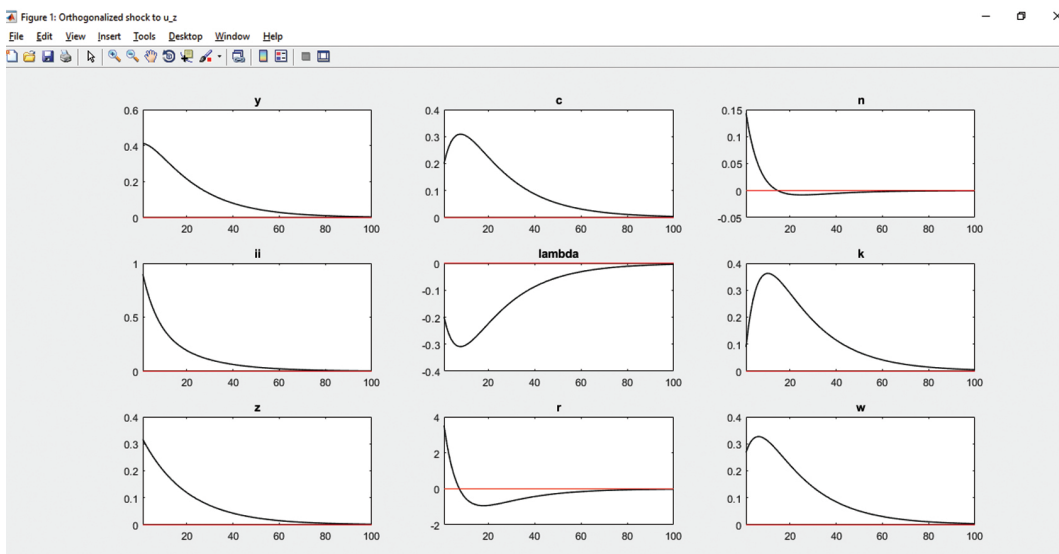 Figure 1: Orthogonalized shock to u_z
File Edit View Insert Tools Desktop Window Help
y c n
0.6 0.4 0.15
0.3 0.1
0.4
0.2 0.05
0.2
0.1 0
0 0 -0.05
20 40 60 80 100 20 40 60 80 100 20 40 60 80 100
ii lambda k
1 0 0.4
-0.1 0.3
0.5 -0.2 0.2
-0.3 0.1
0 -0.4 0
20 40 60 80 100 20 40 60 80 100 20 40 60 80 100
z r w
0.4 4 0.4
0.3 2 0.3
0.2 0 0.2
0.1 0.1
0 -2 0
20 40 60 80 100 20 40 60 80 100 20 40 60 80 100